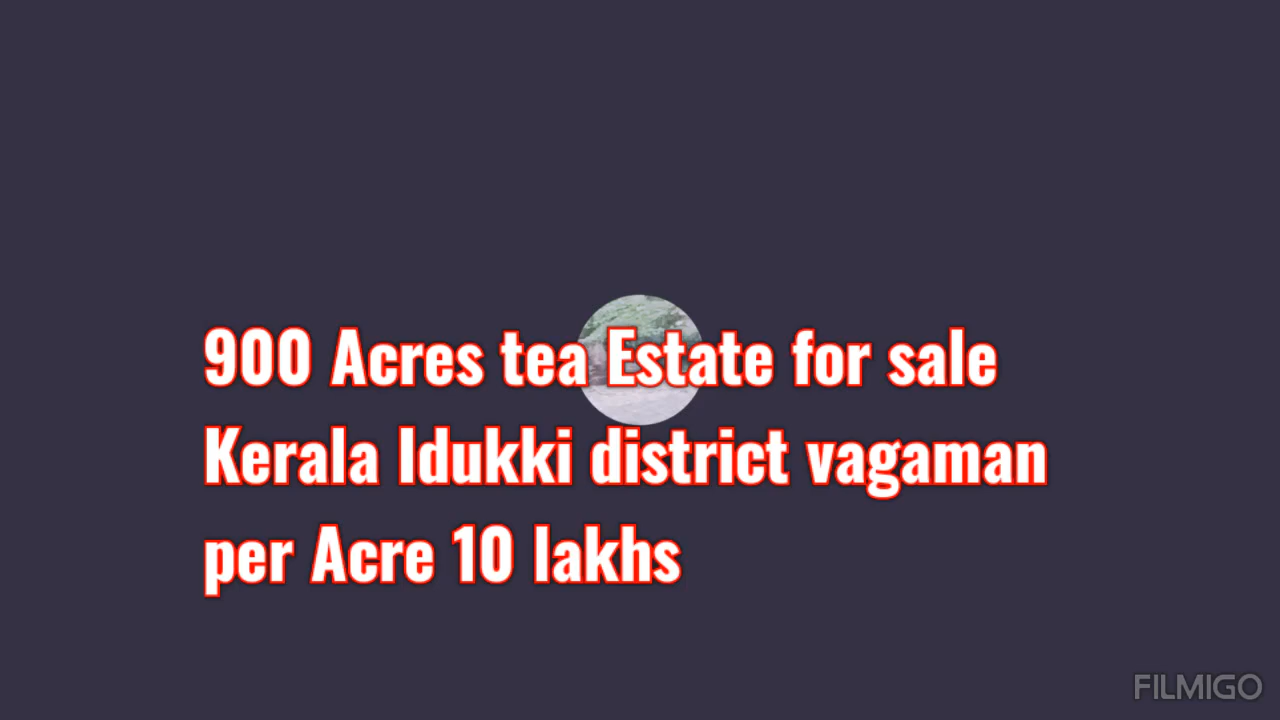 900 Acres tea Estate for sale
Kerala Idukki district vagaman
per Acre 10 lakhs
FILMIGO